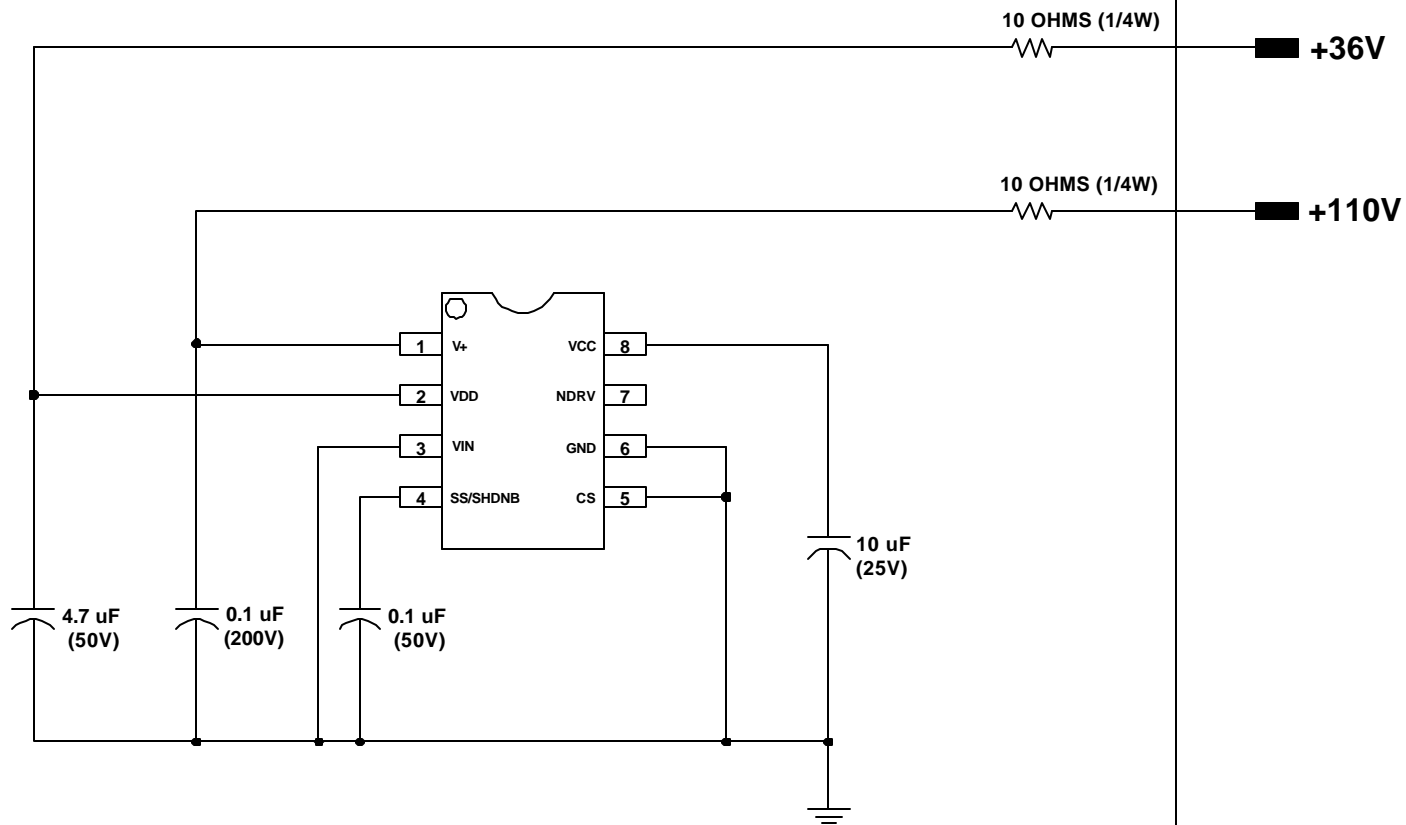 10 OHMS (1/4W)
+36V
10 OHMS (1/4W)
+110V
1 V+ VCC 8
2 VDD NDRV 7
3 VIN GND 6
4 SS/SHDNB CS 5
10 uF
(25V)
4.7 uF
(50V)
0.1 uF
(200V)
0.1 uF
(50V)